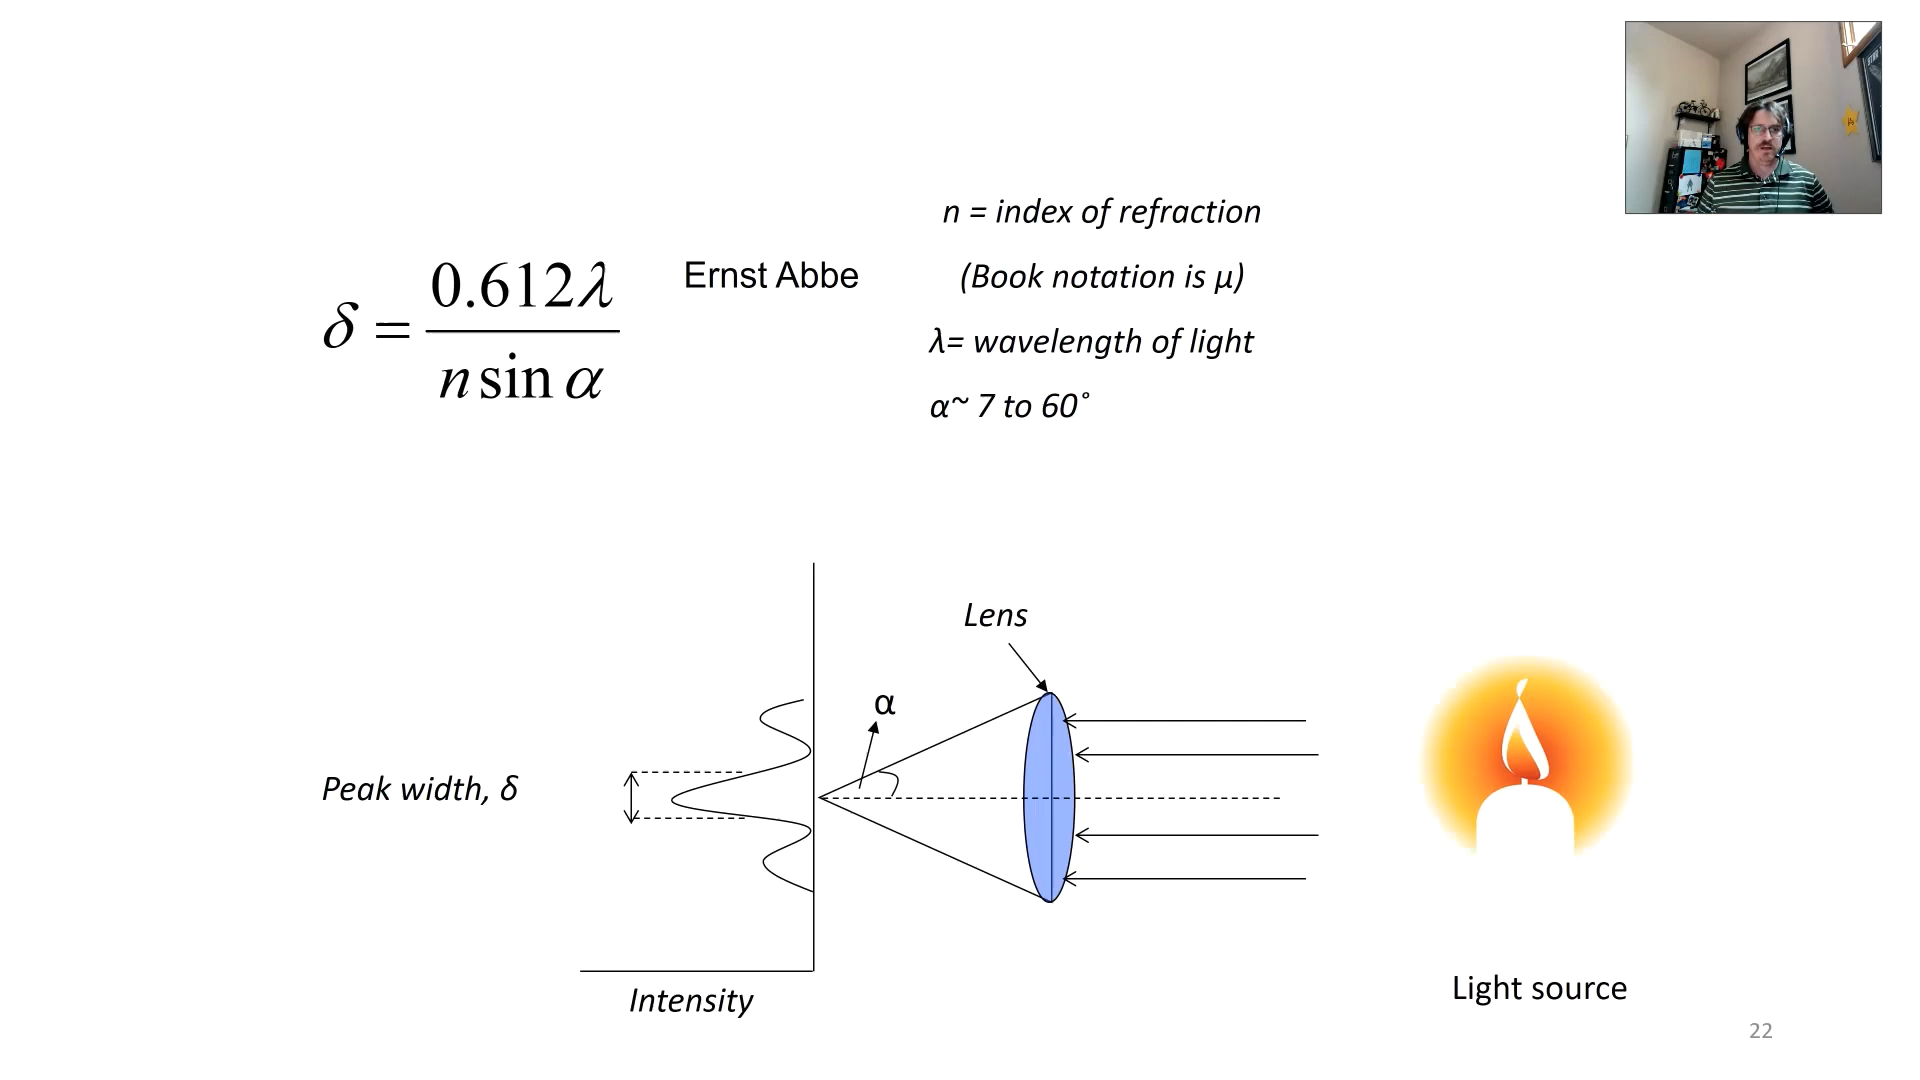 n = index of refraction
(Book notation is μ)
λ= wavelength of light
α~ 7 to 60˚
δ = 0.612λ / n sin α
Ernst Abbe
Lens
α
Peak width, δ
Intensity
Light source
22